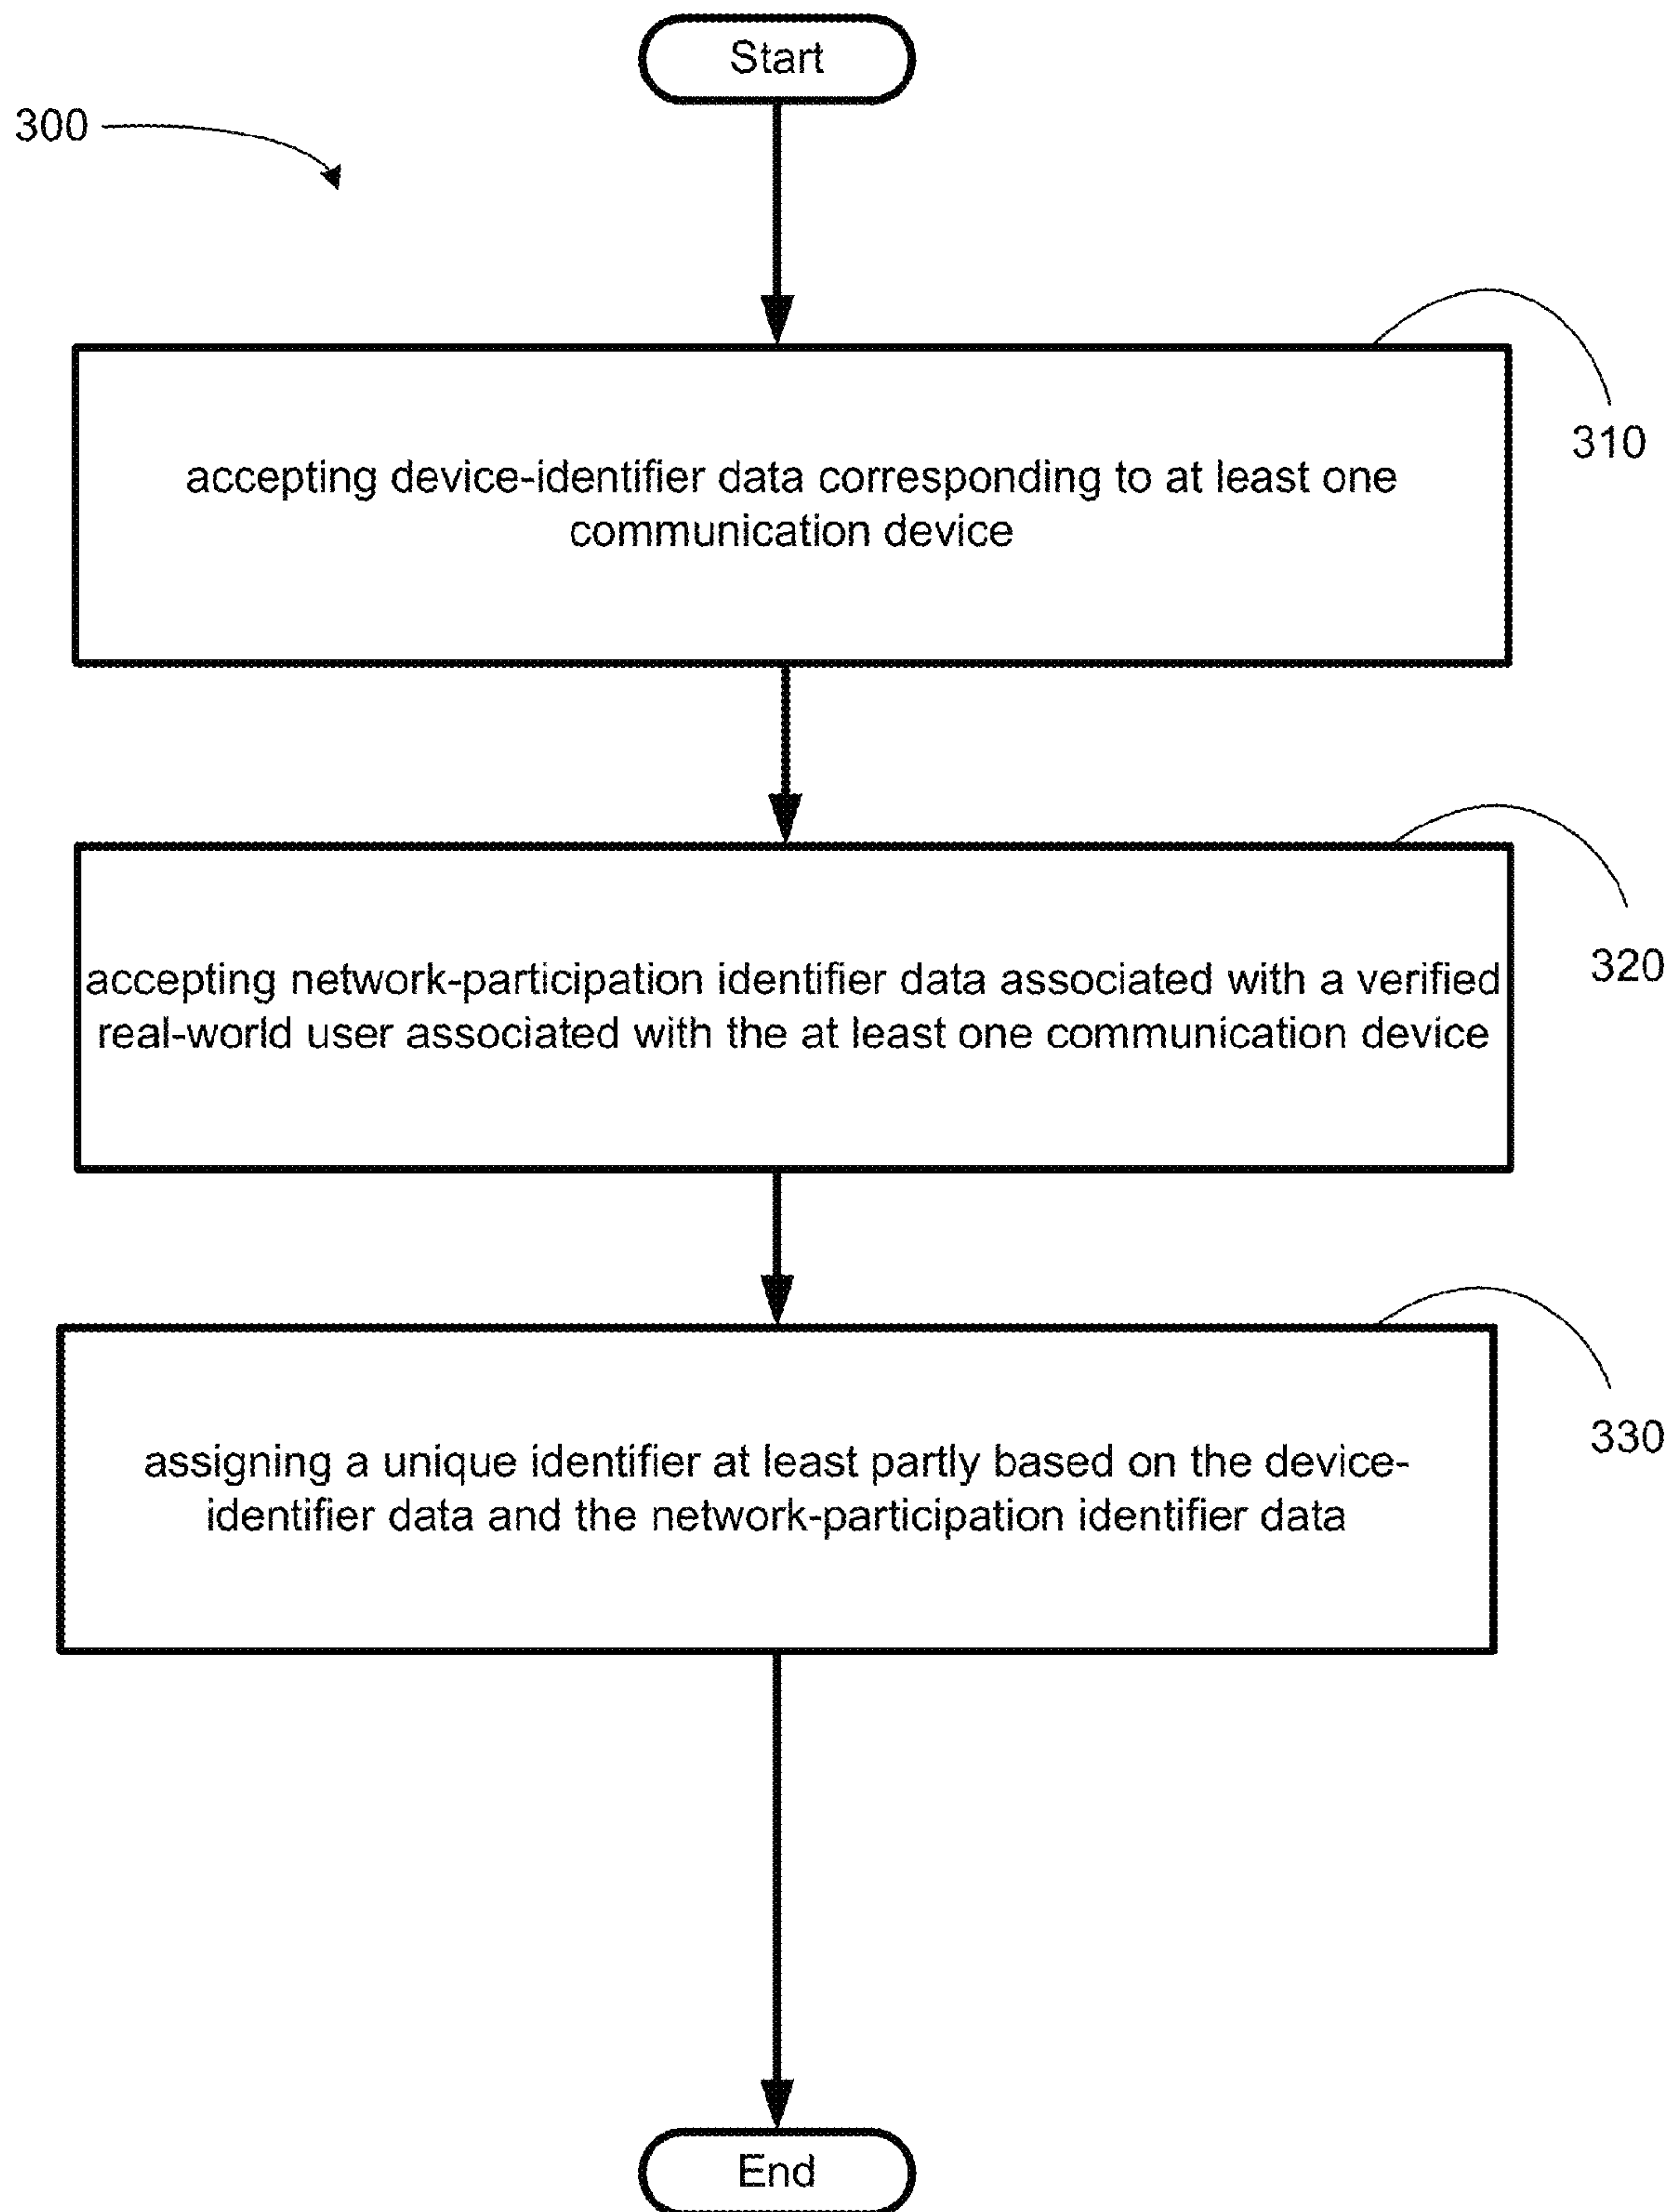 Start
300
310
accepting device-identifier data corresponding to at least one
communication device
320
accepting network-participation identifier data associated with a verified
real-world user associated with the at least one communication device
330
assigning a unique identifier at least partly based on the device-
identifier data and the network-participation identifier data
End